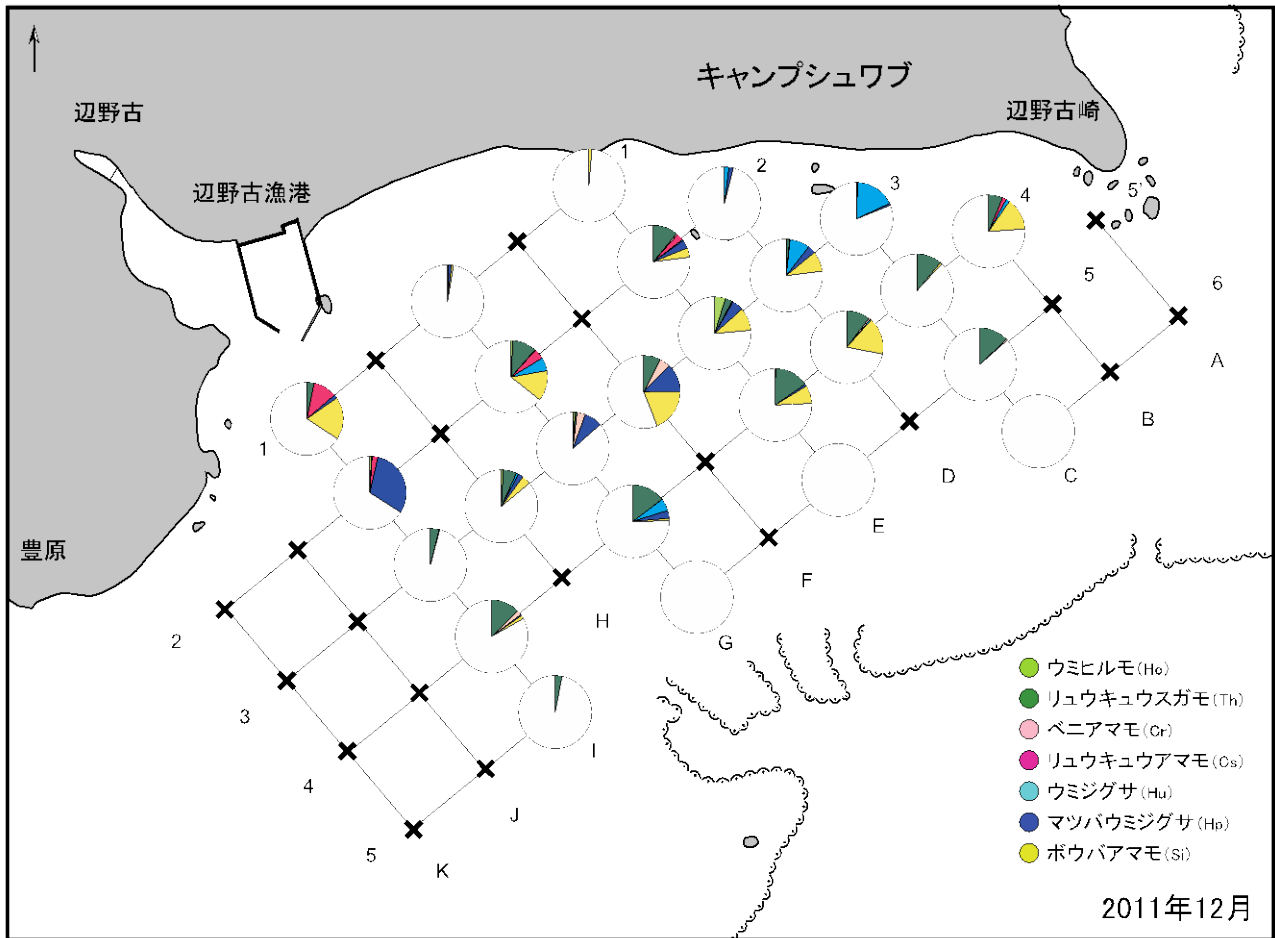 キャンプシュワブ
辺野古
辺野古崎
辺野古漁港
1
2
3
4
5'
5
6
A
B
C
D
E
F
G
H
I
J
K
1
2
3
4
5
豊原
ウミヒルモ(Ho)
リュウキュウスガモ(Th)
ベニアマモ(Cr)
リュウキュウアマモ(Cs)
ウミジグサ(Hu)
マツバウミジグサ(Hp)
ボウバアマモ(Si)
2011年12月